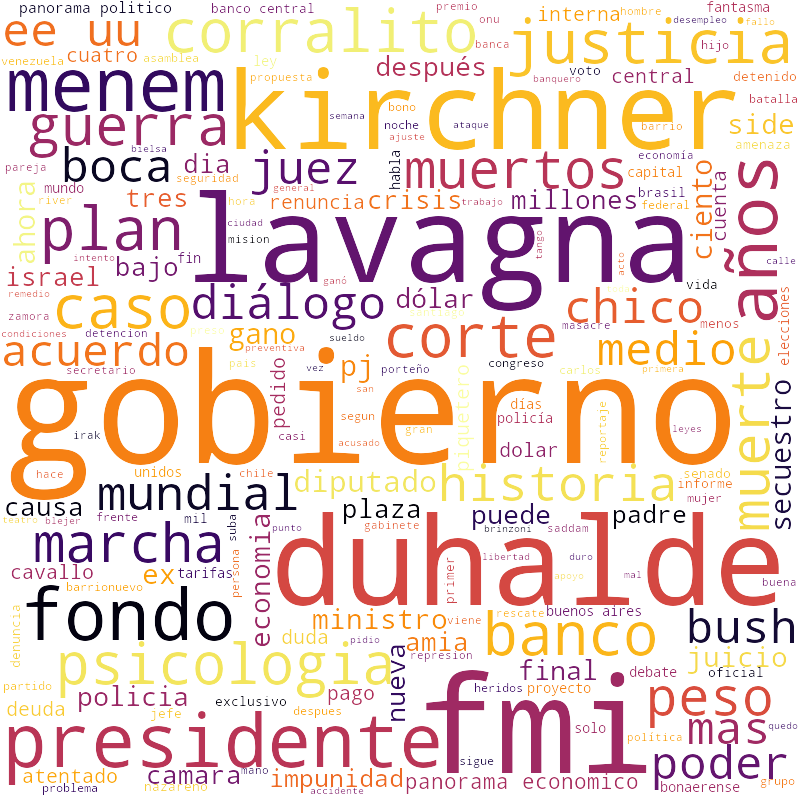 panorama politico
banco central
premio
onu
hombre
fantasma
ee uu
corralito
interna
desempleo
fallo
venezuela
cuatro
asamblea
ley
después
banca
justicia
hijo
menem
propuesta
banquero
voto
central
detenido
kirchner
semana
bono
noche
ataque
batalla
guerra
ajuste
barrio
side
bielsa
economía
amenaza
boca
dia
juez
habla
muertos
capital
pareja
seguridad
general
trabajo
brasil
años
mundo
tres
hora
renuncia
crisis
millones
federal
ciento
cuenta
river
ahora
plan
ciudad
mision
lavagna
tango
acto
calle
intento
israel
bajo
fin
ganó
vida
remedio
caso
diálogo
dólar
chico
menos
elecciones
zamora
santiago
masacre
condiciones
detencion
gano
sueldo
corte
medio
acuerdo
preventiva
porteño
congreso
secretario
pais
vez
pj
carlos
primera
pedido
san
gobierno
segun
días
piquetero
policía
reportaje
leyes
muerte
secuestro
irak
casi
acusado
gran
dolar
hace
unidos
chile
diputado
historia
senado
informe
mundial
mujer
causa
plaza
puede
padre
teatro
blejer
frente
mil
suba
gabinete
brinzoni
saddam
marcha
punto
duhalde
cavallo
ex
tarifas
persona
economia
libertad
duro
primer
apoyo
mal
buena
barrionuevo
fondo
ministro
viene
rescate
buenos aires
banco
bush
denuncia
duda
amia
pidio
represion
psicologia
nueva
final
debate
oficial
juicio
partido
policia
pago
heridos
proyecto
deuda
exclusivo
peso
jefe
después
solo
mas
presidente
fmi
política
quedo
sigue
poder
atentado
camara
mano
impunidad
panorama economico
bonaerense
grupo
problema
nazareno
accidente